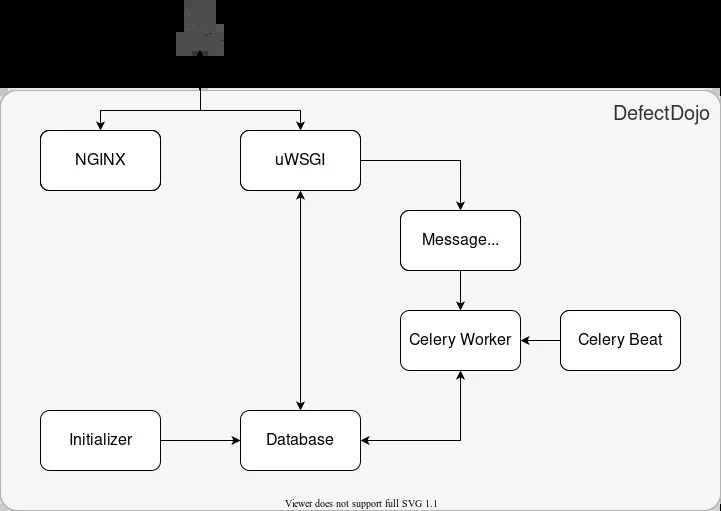 DefectDojo
NGINX
uWSGI
Message...
Celery Worker
Celery Beat
Initializer
Database
Viewer does not support full SVG 1.1